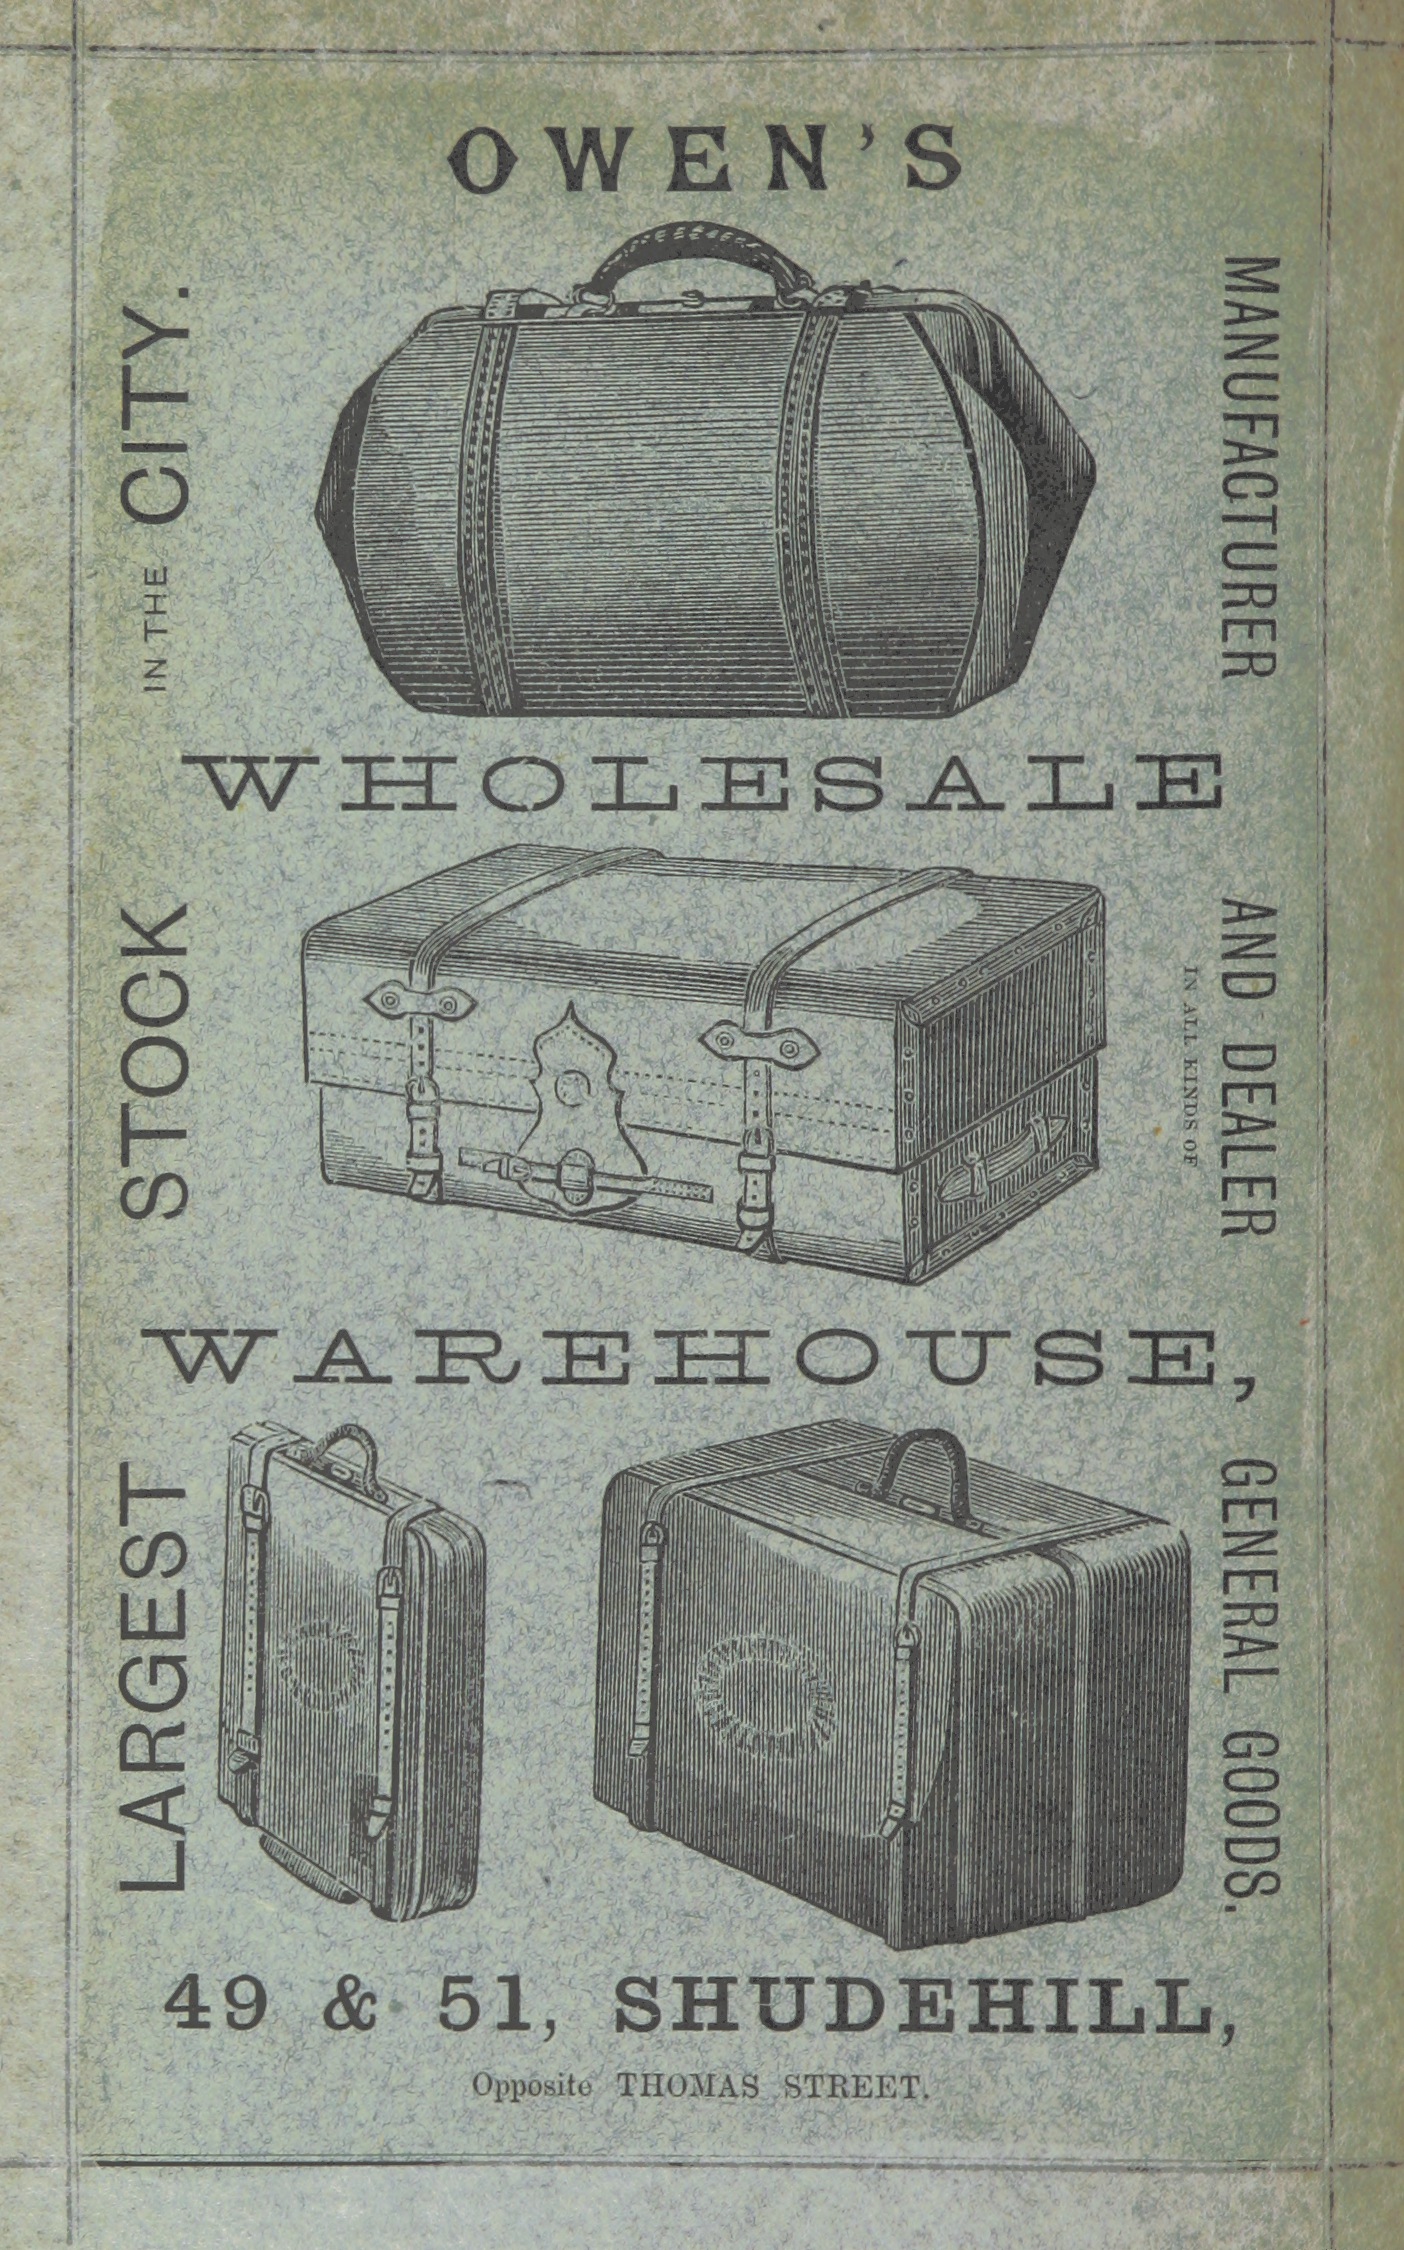 OWEN'S
WHOLESALE
WAREHOUSE,
49 & 51, SHUDEHILL,
Opposite THOMAS STREET.
LARGEST STOCK IN THE CITY.
MANUFACTURER AND DEALER
IN ALL KINDS OF
GENERAL GOODS.